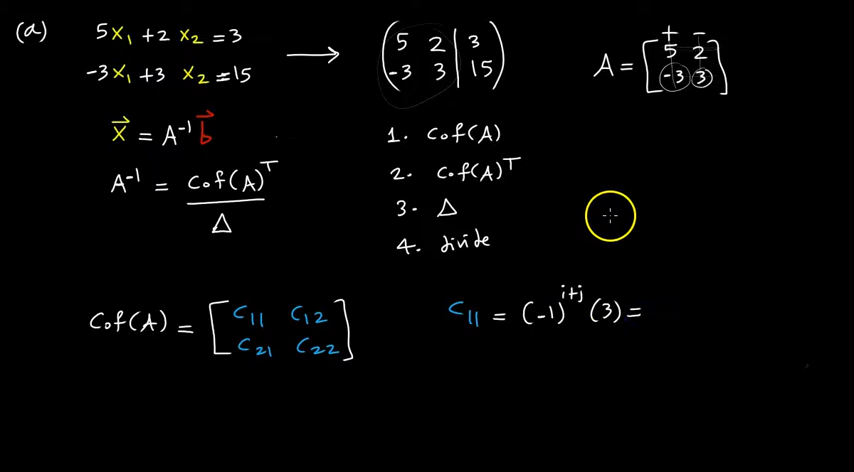 (a) 5x₁ + 2 x₂ = 3
-3x₁ + 3 x₂ = 15
→
(5 2 | 3
-3 3 | 15)
+ -
A = [5 2
-3 3]
x⃗ = A⁻¹ b⃗
A⁻¹ = Cof(A)ᵀ / Δ
1. Cof(A)
2. Cof(A)ᵀ
3. Δ
4. divide
Cof(A) = [C₁₁ C₁₂
C₂₁ C₂₂]
C₁₁ = (-1)ⁱ⁺ʲ (3) =